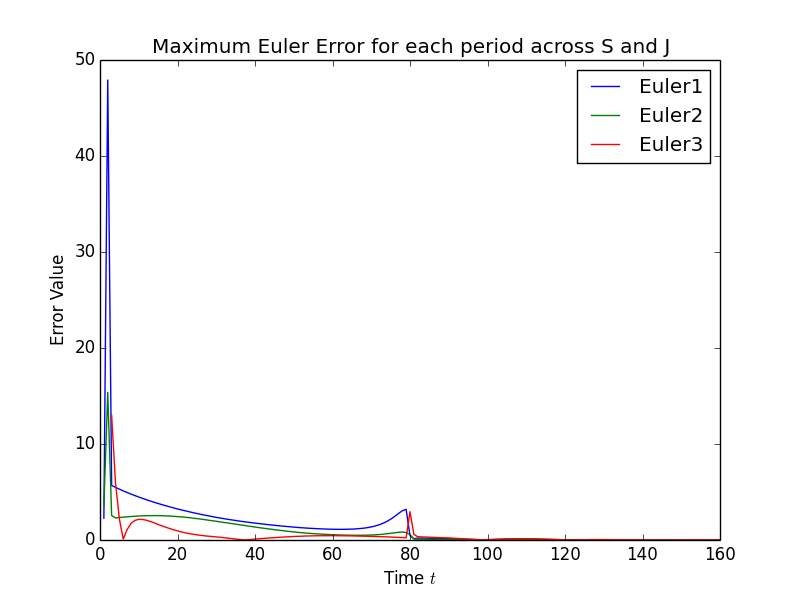 Maximum Euler Error for each period across S and J
50
40
30
20
10
0
Error Value
Euler1
Euler2
Euler3
0 20 40 60 80 100 120 140 160
Time t